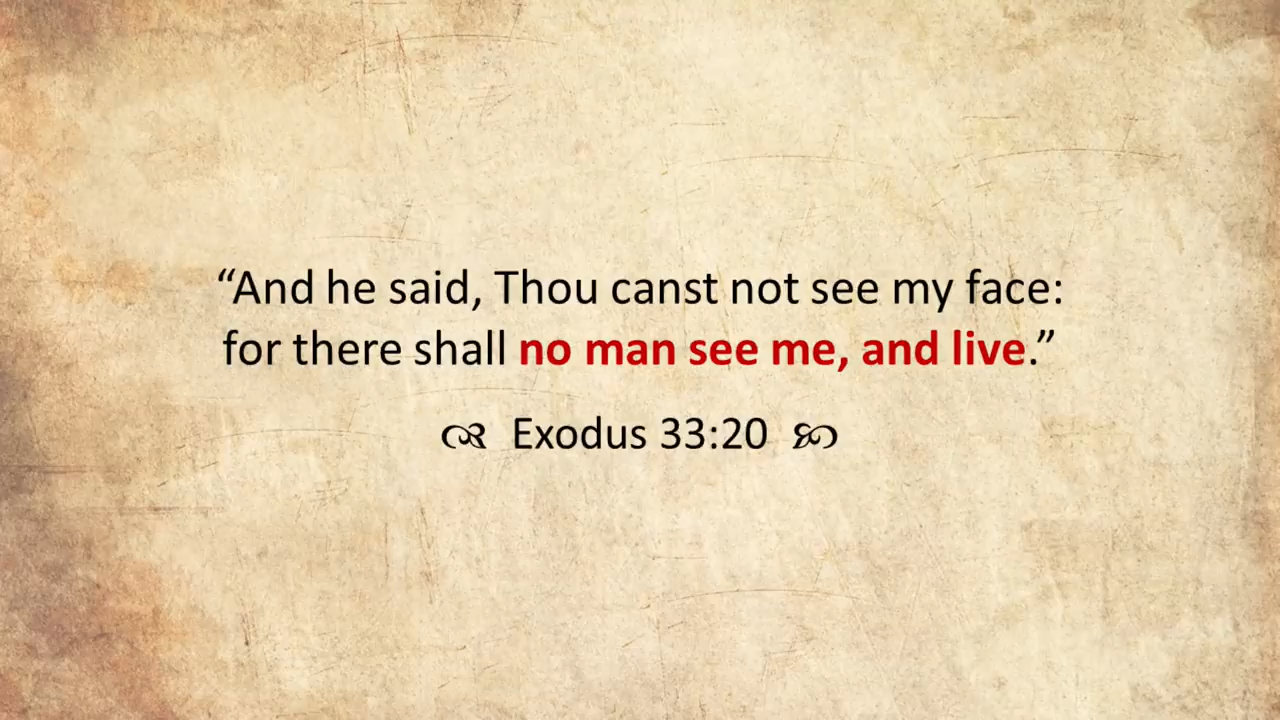 “And he said, Thou canst not see my face:
for there shall no man see me, and live.”
Exodus 33:20